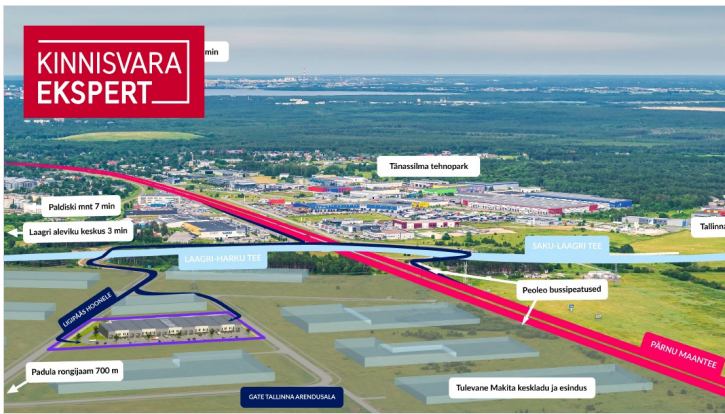 KINNISVARA
EKSPERT
min
Tänassilma tehnopark
Paldiski mnt 7 min
Laagri aleviku keskus 3 min
Tallinna
LAAGRI-HARKU TEE
SAKU-LAAGRI TEE
Peoleo bussipeatused
LIGIPÄÄS HOONELE
PÄRNU MAANTEE
Padula rongijaam 700 m
GATE TALLINNA ARENDUSALA
Tulevane Makita keskladu ja esindus